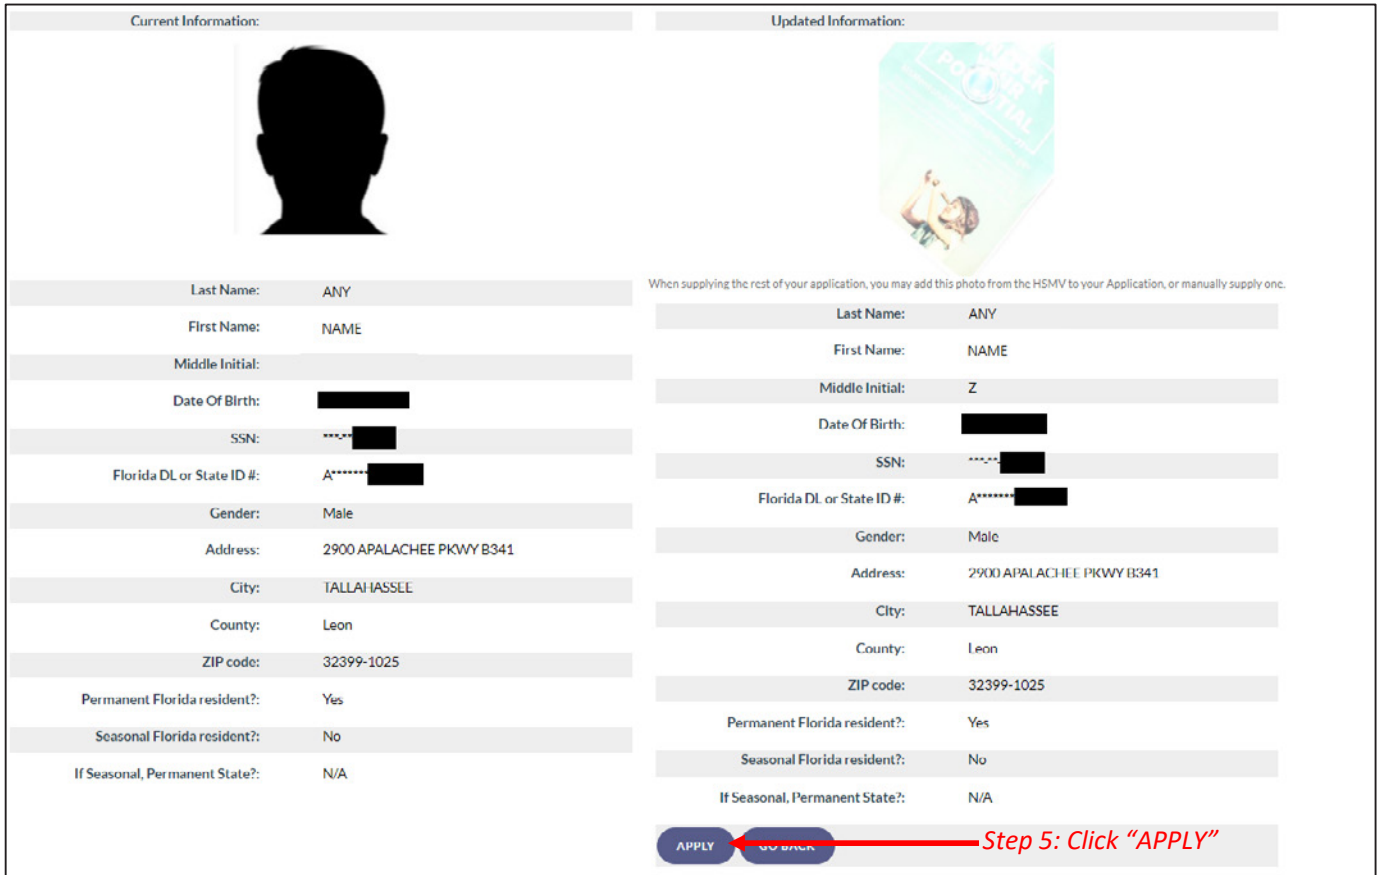 Current Information:
Last Name: ANY
First Name: NAME
Middle Initial:
Date Of Birth:
SSN: ***-**
Florida DL or State ID #: A*******
Gender: Male
Address: 2900 APALACHEE PKWY B341
City: TALLAHASSEE
County: Leon
ZIP code: 32399-1025
Permanent Florida resident?: Yes
Seasonal Florida resident?: No
If Seasonal, Permanent State?: N/A
Updated Information:
YOUR
POTENTIAL
When supplying the rest of your application, you may add this photo from the HSMV to your Application, or manually supply one.
Last Name: ANY
First Name: NAME
Middle Initial: Z
Date Of Birth:
SSN: ***-**-
Florida DL or State ID #: A*******
Gender: Male
Address: 2900 APALACHEE PKWY B341
City: TALLAHASSEE
County: Leon
ZIP code: 32399-1025
Permanent Florida resident?: Yes
Seasonal Florida resident?: No
If Seasonal, Permanent State?: N/A
APPLY GO BACK Step 5: Click “APPLY”